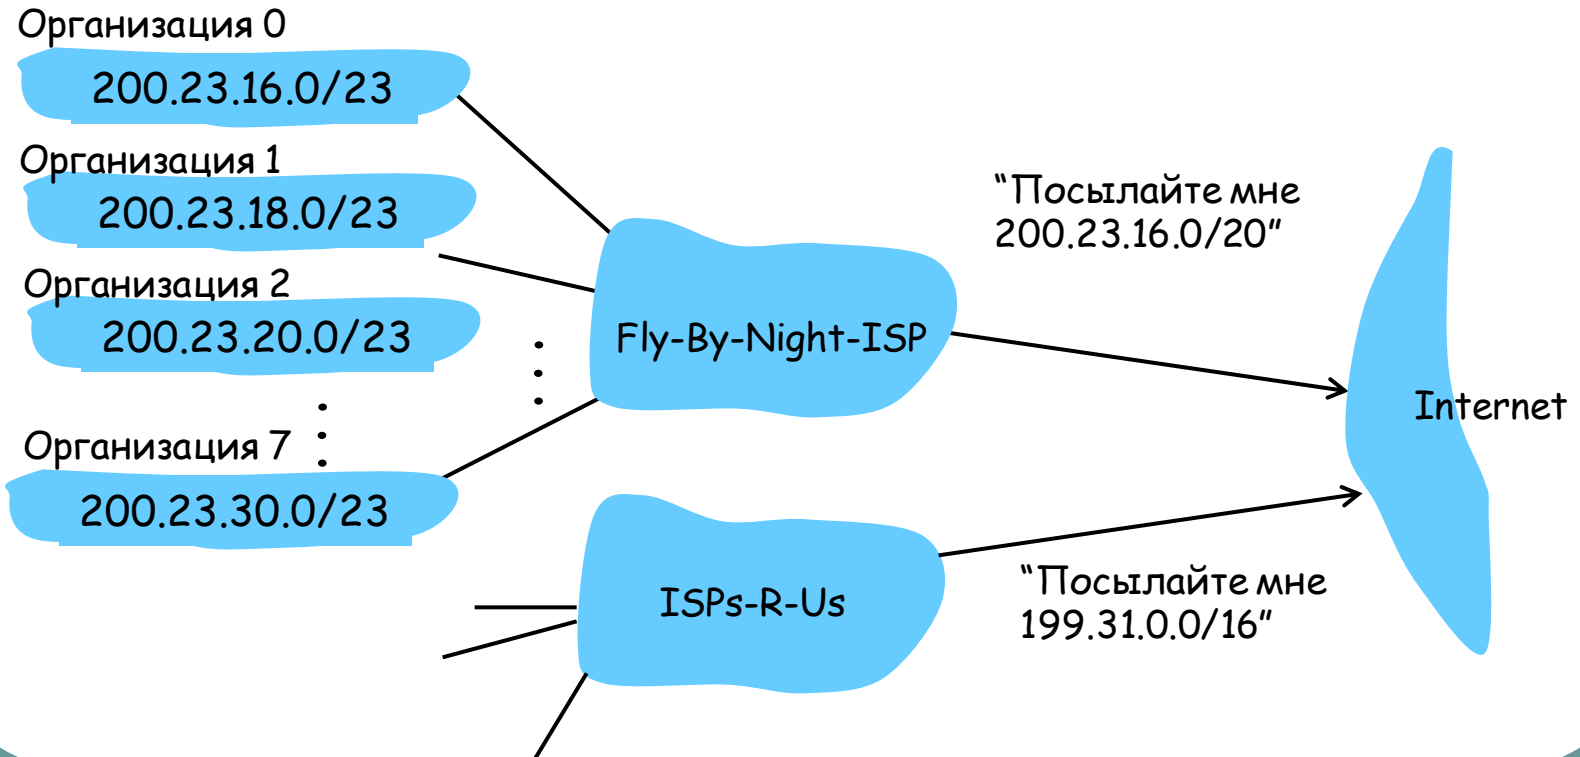 Организация 0
200.23.16.0/23
Организация 1
200.23.18.0/23
Организация 2
200.23.20.0/23
Организация 7
200.23.30.0/23
Fly-By-Night-ISP
ISPs-R-Us
“Посылайте мне
200.23.16.0/20”
“Посылайте мне
199.31.0.0/16”
Internet